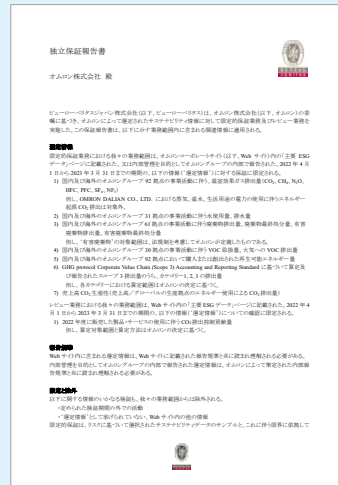 独立保証報告書
オムロン株式会社 殿
BUREAU
VERITAS
ビューローベリタスジャパン株式会社(以下、ビューローベリタス)は、オムロン株式会社(以下、オムロン)の委
嘱に基づき、オムロンによって選定されたサステナビリティ情報に対して限定的保証業務及びレビュー業務を
実施した。この保証報告書は、以下に示す業務範囲内に含まれる関連情報に適用される。
選定情報
限定的保証業務における我々の業務範囲は、オムロンコーポレートサイト(以下、Web サイト)内の「主要 ESG
データ」ページに記載された、又は内部管理を目的としてオムロングループの内部で報告された、2022 年 4 月
1 日から 2023 年 3 月 31 日までの期間の、以下の情報(‘選定情報’)に対する保証に限定される。
1) 国内及び海外のオムロングループ 92 拠点の事業活動に伴う、温室効果ガス排出量(CO₂, CH₄, N₂O,
HFC, PFC, SF₆, NF₃)
但し、OMRON DALIAN CO., LTD. における蒸気、温水、生活用途の電力の使用に伴うエネルギー
起源 CO₂ 排出は対象外。
2) 国内及び海外のオムロングループ 31 拠点の事業活動に伴う水使用量、排水量
3) 国内及び海外のオムロングループ 61 拠点の事業活動に伴う廃棄物排出量、廃棄物最終処分量、有害
廃棄物排出量、有害廃棄物最終処分量
但し、‘有害廃棄物’の対象範囲は、法規制を考慮してオムロンが定義したものである。
4) 国内及び海外のオムロングループ 30 拠点の事業活動に伴う VOC 取扱量、大気への VOC 排出量
5) 国内及び海外のオムロングループ 92 拠点において購入または創出された再生可能エネルギー量
6) GHG protocol Corporate Value Chain (Scope 3) Accounting and Reporting Standard に基づいて算定及
び報告されたスコープ 3 排出量のうち、カテゴリー1, 2, 3 の排出量
但し、各カテゴリーにおける算定範囲はオムロンの決定に基づく。
7) 売上高 CO₂ 生産性(売上高／グローバルの生産拠点のエネルギー使用による CO₂ 排出量)
レビュー業務における我々の業務範囲は、Web サイト内の「主要 ESG データ」ページに記載された、2022 年 4
月 1 日から 2023 年 3 月 31 日までの期間の、以下の情報(‘選定情報’)についての確認に限定される。
1) 2022 年度に販売した製品・サービスの使用に伴う CO₂ 排出抑制貢献量
但し、算定対象範囲と算定方法はオムロンの決定に基づく。
報告規準
Web サイト内に含まれる選定情報は、Web サイトに記載された報告規準と共に読まれ理解される必要がある。
内部管理を目的としてオムロングループの内部で報告された選定情報は、オムロンによって策定された内部報
告規準と共に読まれ理解される必要がある。
限定と除外
以下に関する情報のいかなる検証も、我々の業務範囲からは除外される。
・定められた検証期間の外での活動
・‘選定情報’として挙げられていない、Web サイト内の他の情報
限定的保証は、リスクに基づいて選択されたサステナビリティデータのサンプルと、これに伴う限界に依拠して